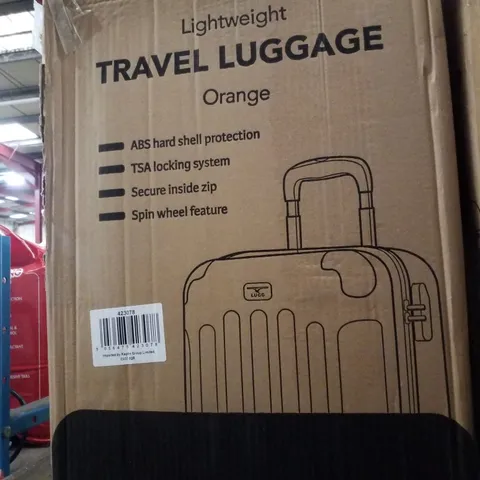 Lightweight
TRAVEL LUGGAGE
Orange
ABS hard shell protection
TSA locking system
Secure inside zip
Spin wheel feature
LUGG
423078